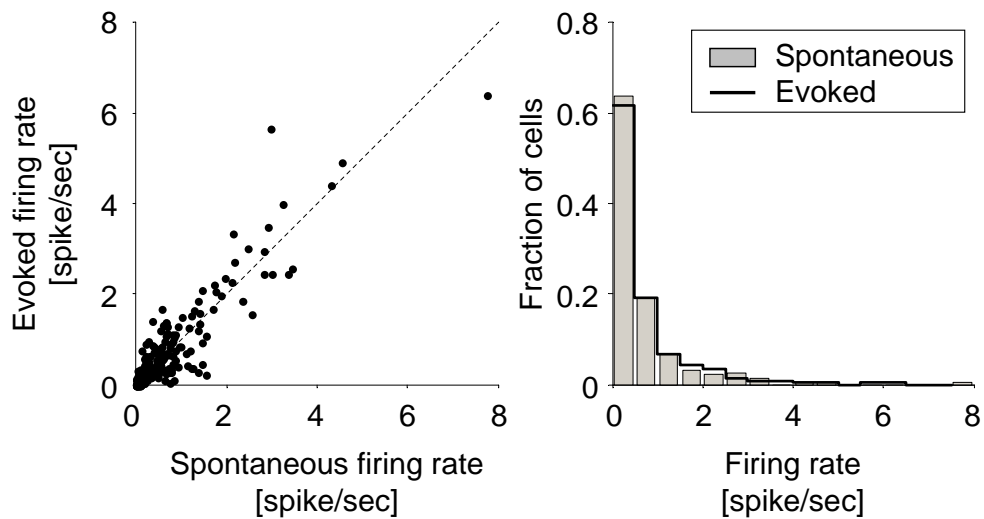 8
6
4
2
0
0
2
4
6
8
Evoked firing rate
[spike/sec]
Spontaneous firing rate
[spike/sec]
0.8
0.6
0.4
0.2
0
0
2
4
6
8
Fraction of cells
Firing rate
[spike/sec]
Spontaneous
Evoked